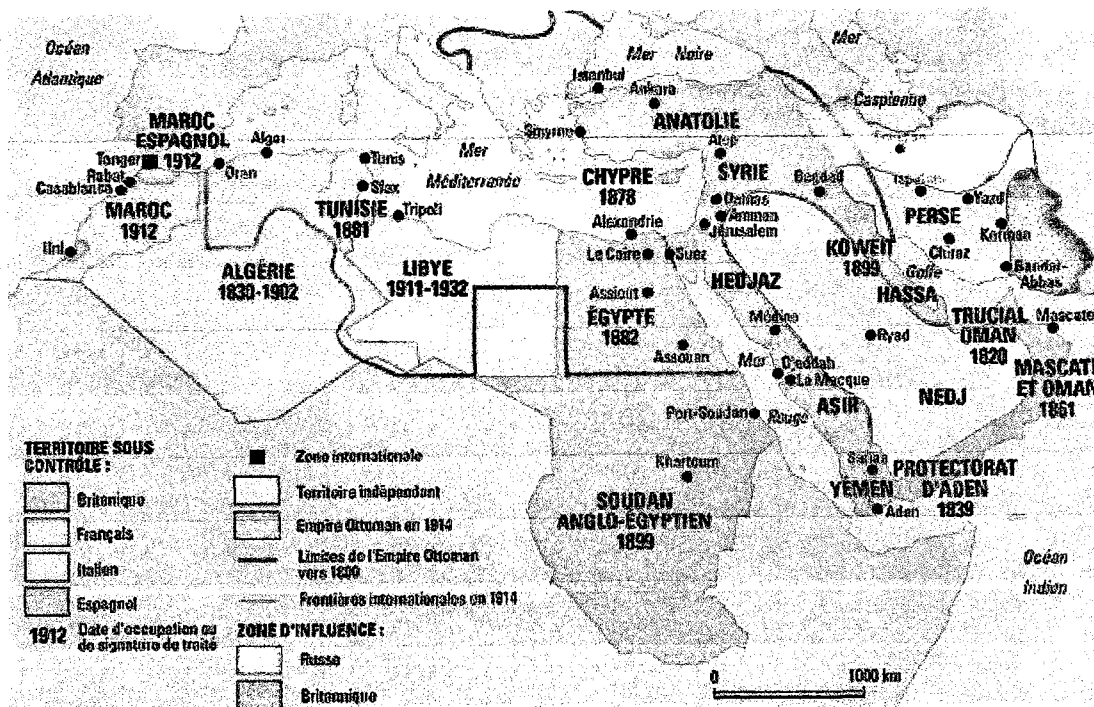 Océan
Atlantique
Mer Noire
Mer
Caspienne
Istanbul
Ankara
ANATOLIE
Smyrne
MAROC
ESPAGNOL
1912
Tanger
Rabat
Casablanca
MAROC
1912
Alger
Oran
Tunis
Sfax
TUNISIE
1881
Tripoli
Mer
Méditerranée
CHYPRE
1878
Alep
SYRIE
Damas
Amman
Jérusalem
Bagdad
PERSE
Yazd
Kerman
Chiraz
Bandar-
Abbas
Ifni
ALGÉRIE
1830-1902
LIBYE
1911-1932
Alexandrie
Le Caire
Suez
Assiout
ÉGYPTE
1882
Assouan
HEDJAZ
KOWEIT
1899
Golfe
HASSA
TRUCIAL
OMAN
1820
Mascate
MASCATE
ET OMAN
1861
Médine
Mer
Rouge
Djeddah
La Macque
Ryad
NEDJ
ASIR
Port-Soudan
Khartoum
SOUDAN
ANGLO-ÉGYPTIEN
1899
Sanaa
YÉMEN
Aden
PROTECTORAT
D'ADEN
1839
Océan
Indien
TERRITOIRE SOUS
CONTRÔLE :
Britanique
Français
Italien
Espagnol
1912 Date d'occupation ou
de signature de traité
Zone internationale
Territoire indépendant
Empire Ottoman en 1914
Limites de l'Empire Ottoman
vers 1800
Frontières internationales en 1914
ZONE D'INFLUENCE :
Russe
Britannique
0 1000 km